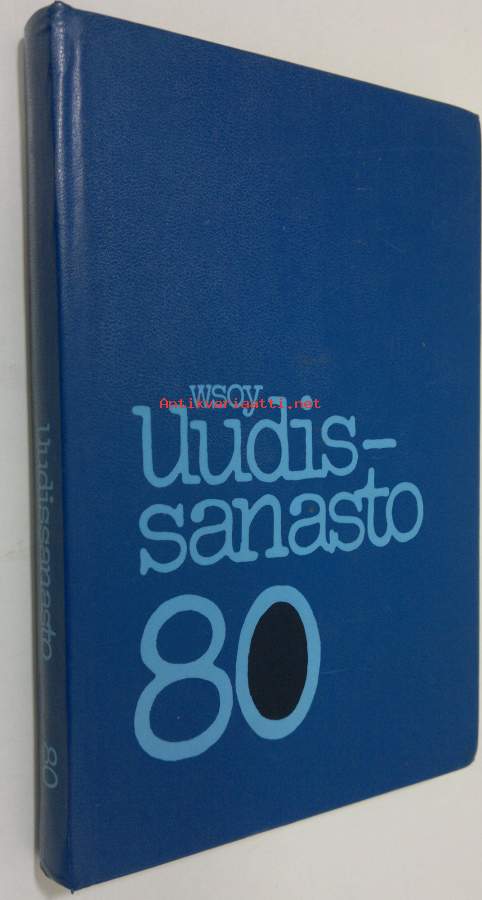 wsoy
Antikvariaatti.net
Uudis-
sanasto
80
Uudissanasto 80